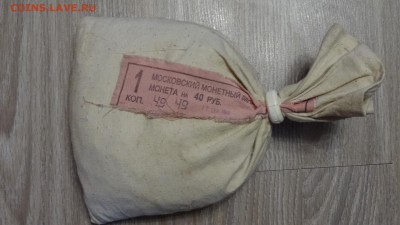 COINS.LAVE.RU
МОСКОВСКИЙ МОНЕТНЫЙ
1 МОНЕТА на 40 РУБ.
КОП. 49 49